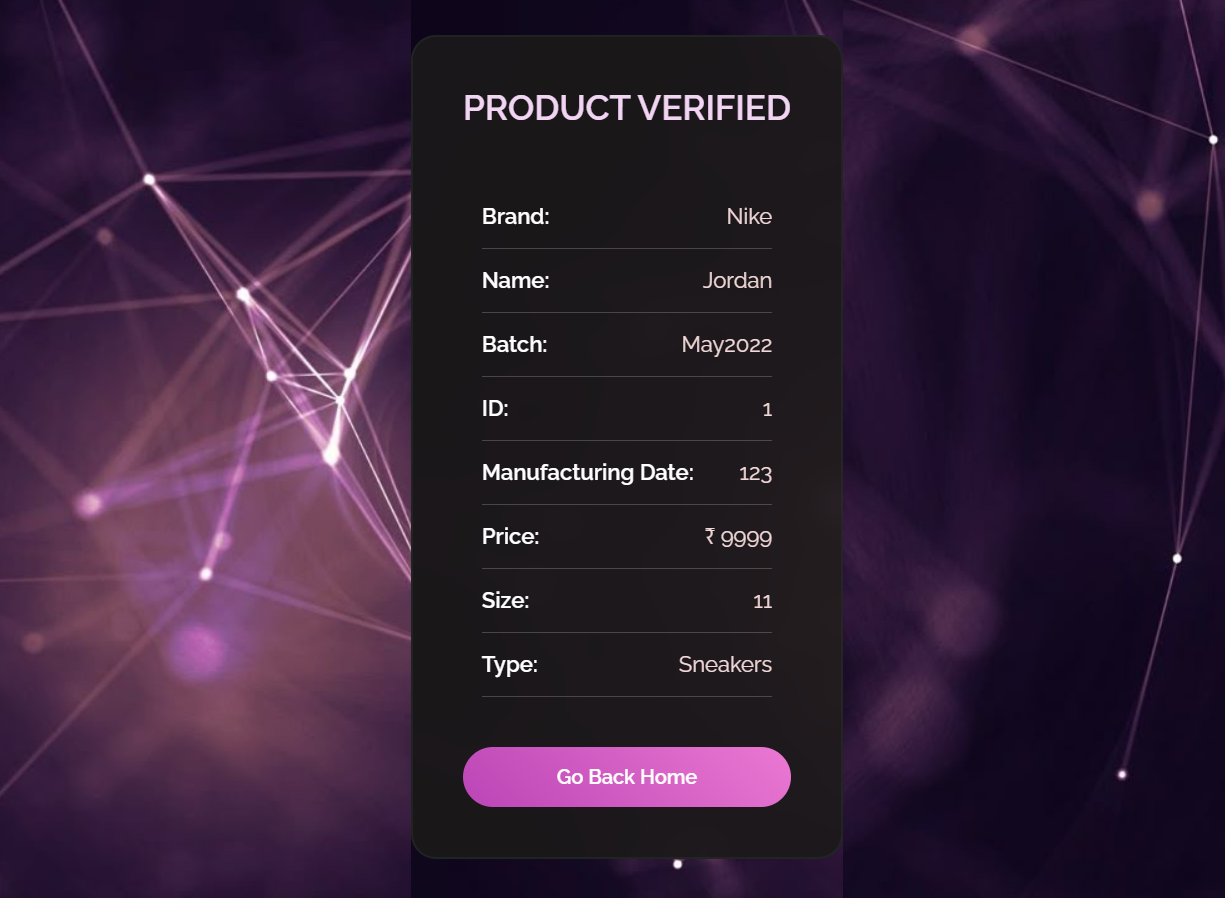 PRODUCT VERIFIED
Brand: Nike
Name: Jordan
Batch: May2022
ID: 1
Manufacturing Date: 123
Price: ₹ 9999
Size: 11
Type: Sneakers
Go Back Home